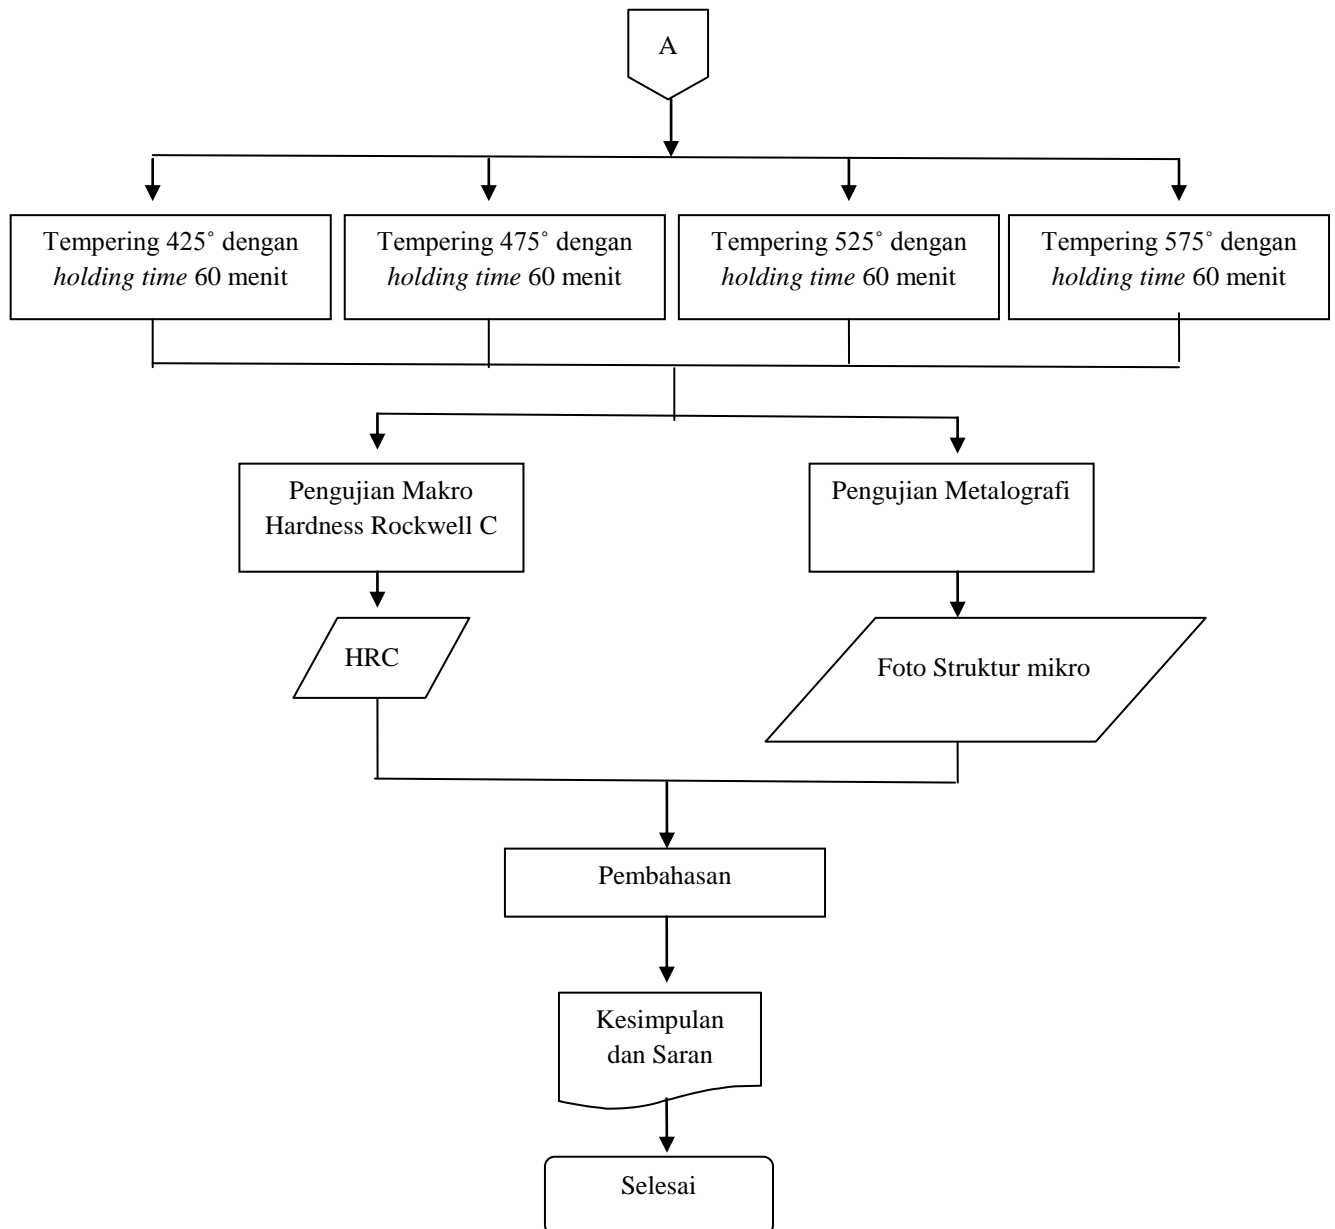 A
Tempering 425˚ dengan
holding time 60 menit
Tempering 475˚ dengan
holding time 60 menit
Tempering 525˚ dengan
holding time 60 menit
Tempering 575˚ dengan
holding time 60 menit
Pengujian Makro
Hardness Rockwell C
Pengujian Metalografi
HRC
Foto Struktur mikro
Pembahasan
Kesimpulan
dan Saran
Selesai